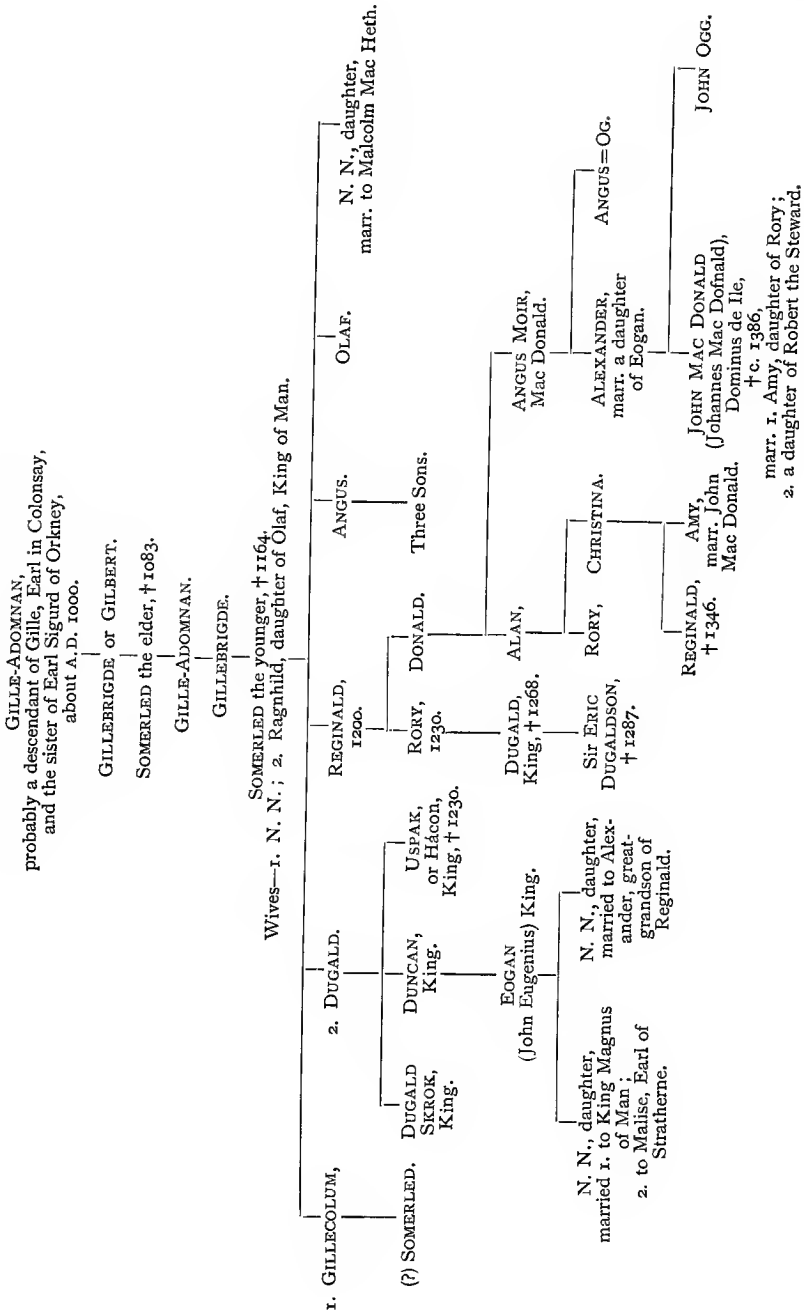 GILLE-ADOMNAN,
probably a descendant of Gille, Earl in Colonsay,
and the sister of Earl Sigurd of Orkney,
about A.D. 1000.
GILLEBRIGDE or GILBERT.
SOMERLED the elder, †1083.
GILLE-ADOMNAN.
GILLEBRIGDE.
SOMERLED the younger, †1164.
Wives—1. N. N.; 2. Ragnhild, daughter of Olaf, King of Man.
1. GILLECOLUM,
(?) SOMERLED.
2. DUGALD.
DUGALD
SKROK,
King.
DUNCAN,
King.
USPAK,
or Hácon,
King, †1230.
EOGAN
(John Eugenius) King.
N. N., daughter,
married 1. to King Magnus
of Man;
2. to Malise, Earl of
Stratherne.
N. N., daughter,
married to Alex-
ander, great-
grandson of
Reginald.
REGINALD,
1200.
RORY,
1230.
DONALD.
DUGALD,
King, †1268.
Sir ERIC
DUGALDSON,
†1287.
ALAN,
RORY,
CHRISTINA.
REGINALD,
†1346.
AMY,
marr. John
Mac Donald.
ANGUS MOIR,
Mac Donald.
ALEXANDER,
marr. a daughter
of Eogan.
ANGUS=OG.
JOHN MAC DONALD
(Johannes Mac Dofnald),
Dominus de Ile,
†c. 1386,
marr. 1. Amy, daughter of Rory;
2. a daughter of Robert the Steward.
JOHN OGG.
ANGUS.
Three Sons.
OLAF.
N. N., daughter,
marr. to Malcolm Mac Heth.